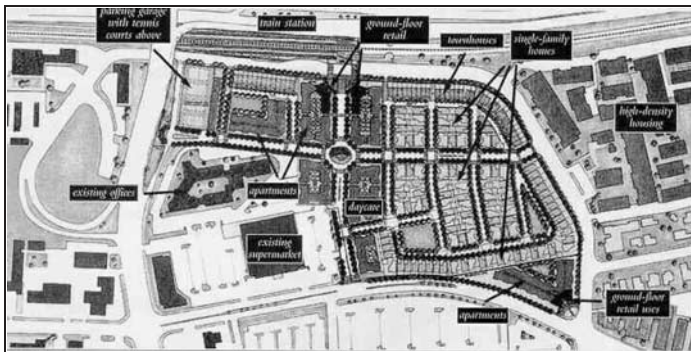 parking garage
with tennis
courts above
train station
ground-floor
retail
townhouses
single-family
homes
high-density
housing
existing offices
apartments
daycare
existing
supermarket
apartments
ground-floor
retail uses